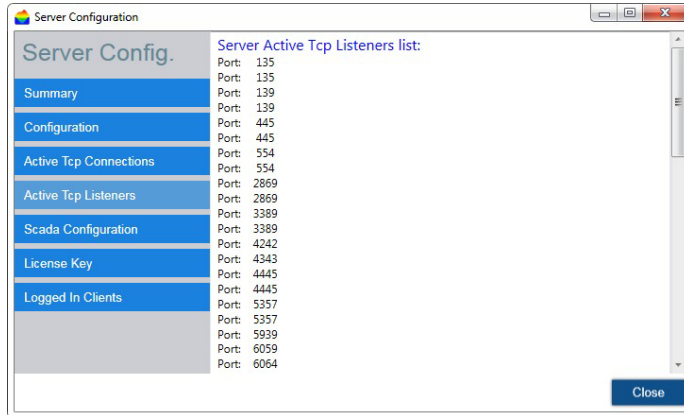 Server Configuration
Server Config.
Summary
Configuration
Active Tcp Connections
Active Tcp Listeners
Scada Configuration
License Key
Logged In Clients
Server Active Tcp Listeners list:
Port: 135
Port: 135
Port: 139
Port: 139
Port: 445
Port: 445
Port: 554
Port: 554
Port: 2869
Port: 2869
Port: 3389
Port: 3389
Port: 4242
Port: 4343
Port: 4445
Port: 4445
Port: 5357
Port: 5357
Port: 5939
Port: 6059
Port: 6064
Close